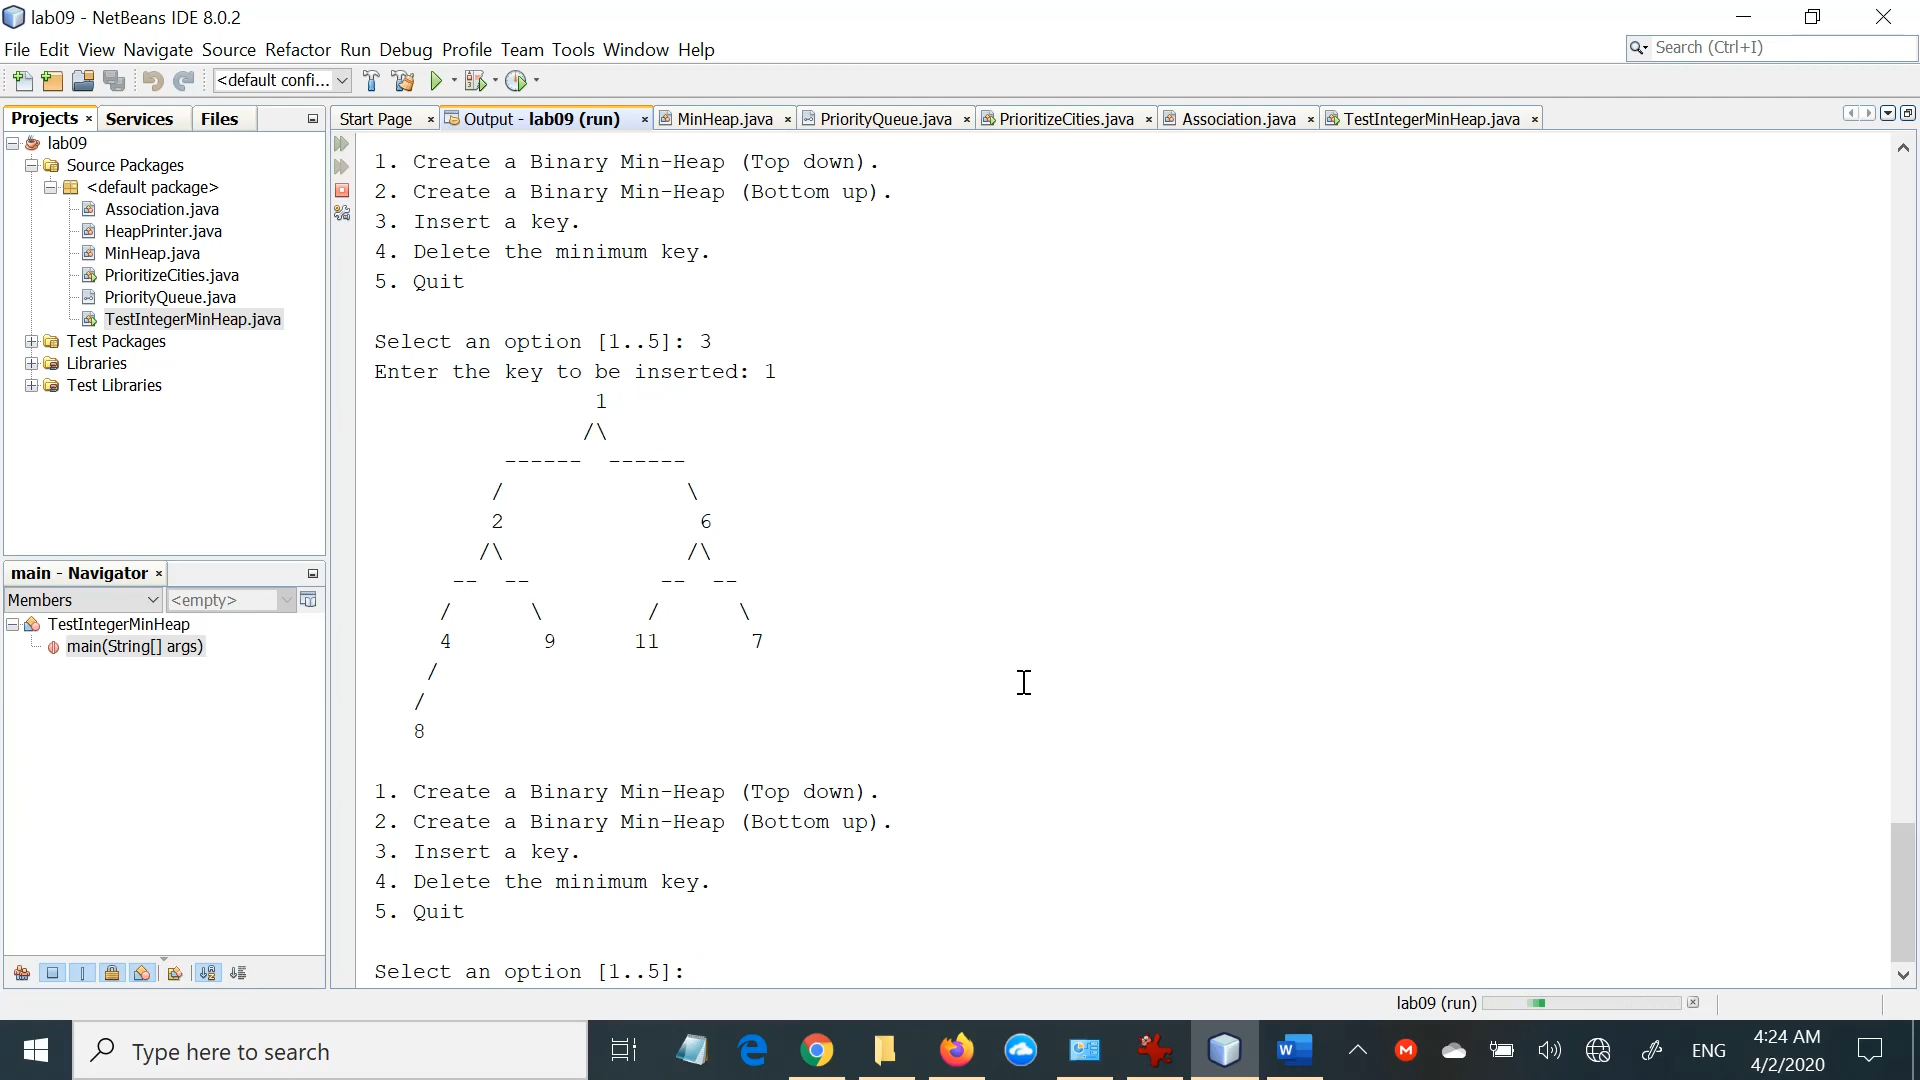 lab09 - NetBeans IDE 8.0.2
File Edit View Navigate Source Refactor Run Debug Profile Team Tools Window Help
Search (Ctrl+I)
<default confi...
Projects Services Files
Start Page Output - lab09 (run) MinHeap.java PriorityQueue.java PrioritizeCities.java Association.java TestIntegerMinHeap.java
lab09
Source Packages
<default package>
Association.java
HeapPrinter.java
MinHeap.java
PrioritizeCities.java
PriorityQueue.java
TestIntegerMinHeap.java
Test Packages
Libraries
Test Libraries
main - Navigator
Members <empty>
TestIntegerMinHeap
main(String[] args)
1. Create a Binary Min-Heap (Top down).
2. Create a Binary Min-Heap (Bottom up).
3. Insert a key.
4. Delete the minimum key.
5. Quit
Select an option [1..5]: 3
Enter the key to be inserted: 1
1
/\
------ ------
/ \
2 6
/\ /\
-- -- -- --
/ \ / \
4 9 11 7
/
/
8
1. Create a Binary Min-Heap (Top down).
2. Create a Binary Min-Heap (Bottom up).
3. Insert a key.
4. Delete the minimum key.
5. Quit
Select an option [1..5]:
lab09 (run)
Type here to search
ENG
4:24 AM
4/2/2020